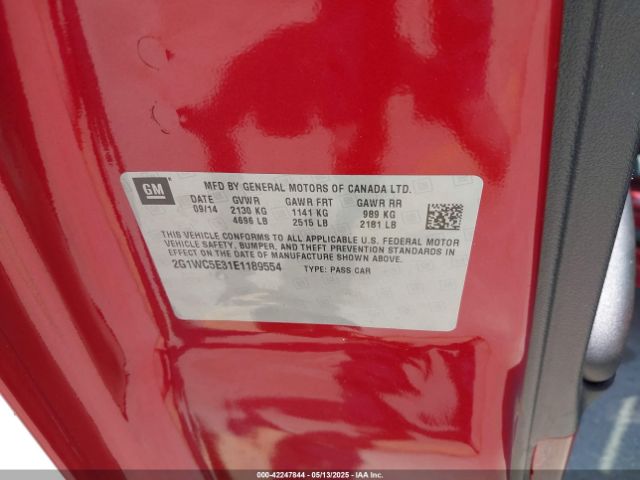 GM
MFD BY GENERAL MOTORS OF CANADA LTD.
DATE GVWR GAWR FRT GAWR RR
09/14 2130 KG 1141 KG 989 KG
4696 LB 2515 LB 2181 LB
THIS VEHICLE CONFORMS TO ALL APPLICABLE U.S. FEDERAL MOTOR
VEHICLE SAFETY, BUMPER, AND THEFT PREVENTION STANDARDS IN
EFFECT ON THE DATE OF MANUFACTURE SHOWN ABOVE.
2G1WC5E31E1189554 TYPE: PASS CAR
000-42247844 - 05/13/2025 - IAAI.CA